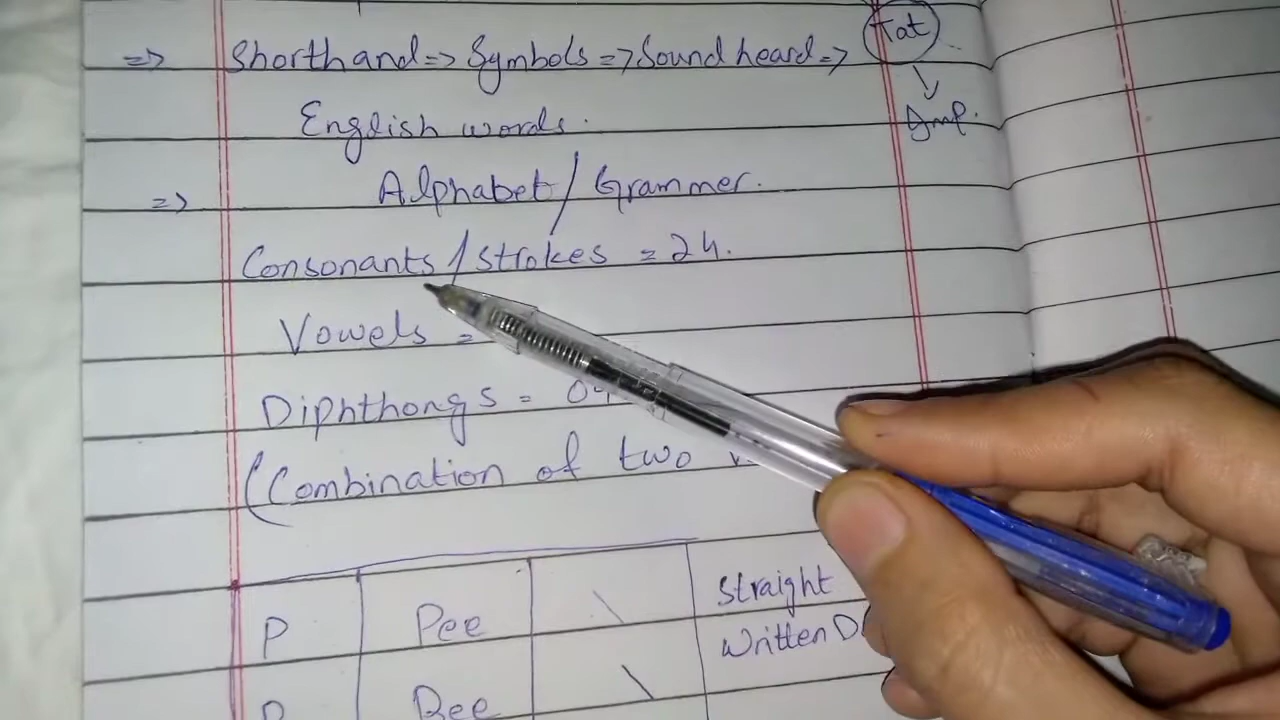 => Shorthand => Symbols => Sound heard => Tat
Imp.
English words.
=> Alphabet / Grammer.
Consonants / strokes = 24.
Vowels =
Diphthongs = 04
(Combination of two
P Pee \ Straight
Written
Bee \